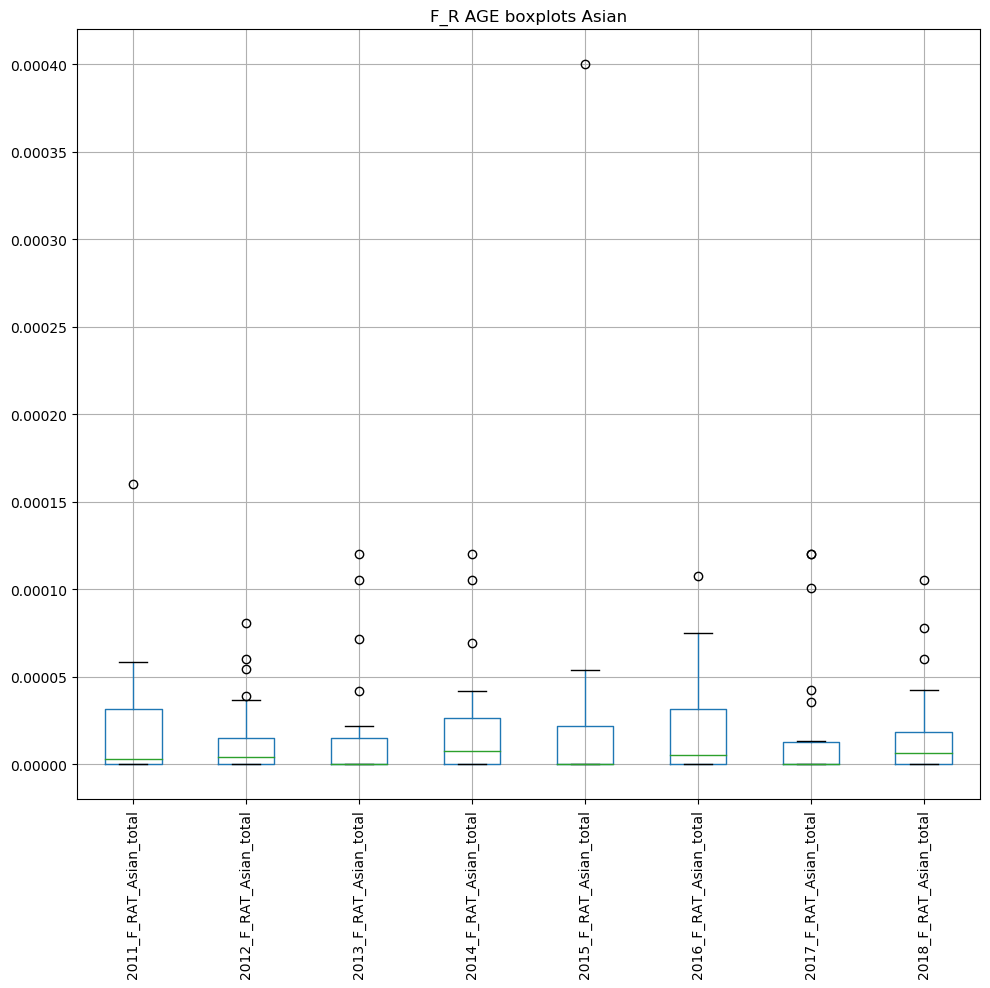 F_R AGE boxplots Asian
0.00040
0.00035
0.00030
0.00025
0.00020
0.00015
0.00010
0.00005
0.00000
2011_F_RAT_Asian_total
2012_F_RAT_Asian_total
2013_F_RAT_Asian_total
2014_F_RAT_Asian_total
2015_F_RAT_Asian_total
2016_F_RAT_Asian_total
2017_F_RAT_Asian_total
2018_F_RAT_Asian_total